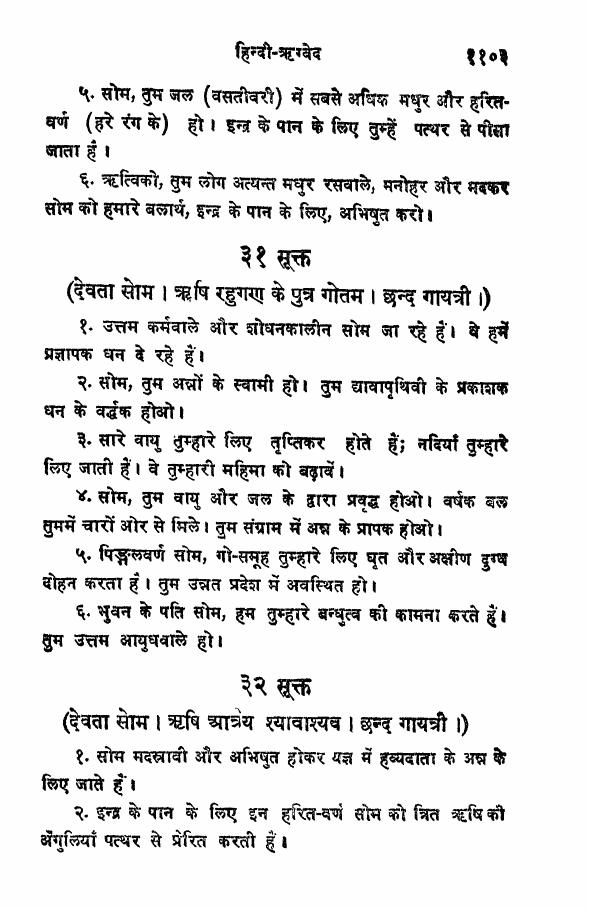 हिन्दी-ऋग्वेद ११०३
५. सोम, तुम जल (वसतीवरी) में सबसे अधिक मधुर और हरित-
वर्ण (हरे रंग के) हो। इन्द्र के पान के लिए तुम्हें पत्थर से पीसा
जाता है।
६. ऋत्विको, तुम लोग अत्यन्त मधुर रसवाले, मनोहर और मदकर
सोम को हमारे बलार्थ, इन्द्र के पान के लिए, अभिषुत करो।
३१ सूक्त
(देवता सोम। ऋषि रहुगण के पुत्र गोतम। छन्द गायत्री।)
१. उत्तम कर्मवाले और शोधनकालीन सोम जा रहे हैं। वे हमें
प्रज्ञापक धन दे रहे हैं।
२. सोम, तुम अन्नों के स्वामी हो। तुम द्यावापृथिवी के प्रकाशक
धन के वर्द्धक होओ।
३. सारे वायु तुम्हारे लिए तृप्तिकर होते हैं; नदियाँ तुम्हारे
लिए जाती हैं। वे तुम्हारी महिमा को बढ़ावें।
४. सोम, तुम वायु और जल के द्वारा प्रवृद्ध होओ। वर्षक बल
तुममें चारों ओर से मिले। तुम संग्राम में अन्न के प्रापक होओ।
५. पिङ्गलवर्ण सोम, गो-समूह तुम्हारे लिए घृत और अक्षीण दुग्ध
दोहन करता है। तुम उन्नत प्रदेश में अवस्थित हो।
६. भुवन के पति सोम, हम तुम्हारे बन्धुत्व की कामना करते हैं।
तुम उत्तम आयुधवाले हो।
३२ सूक्त
(देवता सोम। ऋषि आत्रेय श्यावाश्यव। छन्द गायत्री।)
१. सोम मदस्रावी और अभिषुत होकर यज्ञ में हव्यदाता के अन्न के
लिए जाते हैं।
२. इन्द्र के पान के लिए इन हरित-वर्ण सोम को त्रित ऋषि की
अँगुलियाँ पत्थर से प्रेरित करती हैं।